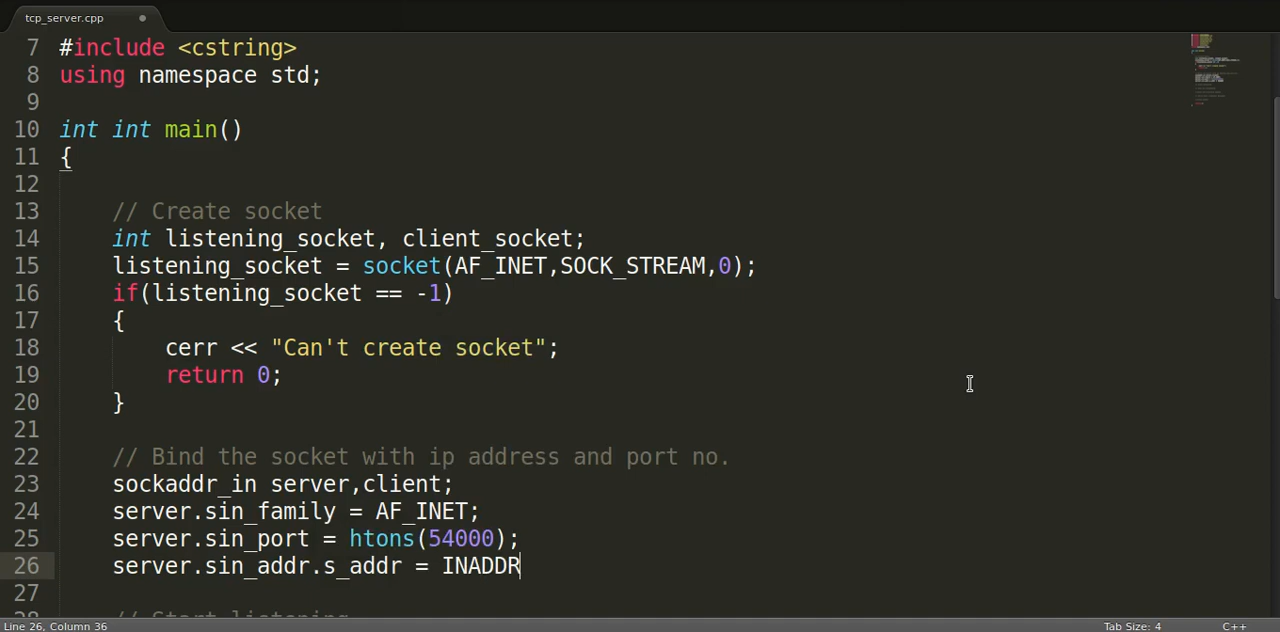 tcp_server.cpp
7 #include <cstring>
8 using namespace std;
9
10 int int main()
11 {
12
13 // Create socket
14 int listening_socket, client_socket;
15 listening_socket = socket(AF_INET,SOCK_STREAM,0);
16 if(listening_socket == -1)
17 {
18 cerr << "Can't create socket";
19 return 0;
20 }
21
22 // Bind the socket with ip address and port no.
23 sockaddr_in server,client;
24 server.sin_family = AF_INET;
25 server.sin_port = htons(54000);
26 server.sin_addr.s_addr = INADDR
27
28 // Start listening
Line 26, Column 36 Tab Size: 4 C++